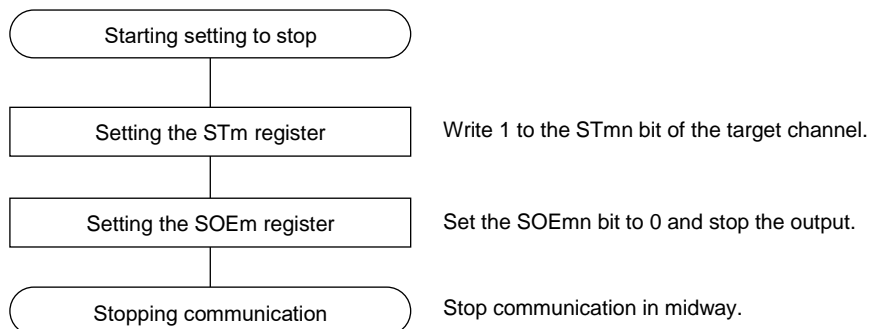 Starting setting to stop
Setting the STm register
Write 1 to the STmn bit of the target channel.
Setting the SOEm register
Set the SOEmn bit to 0 and stop the output.
Stopping communication
Stop communication in midway.